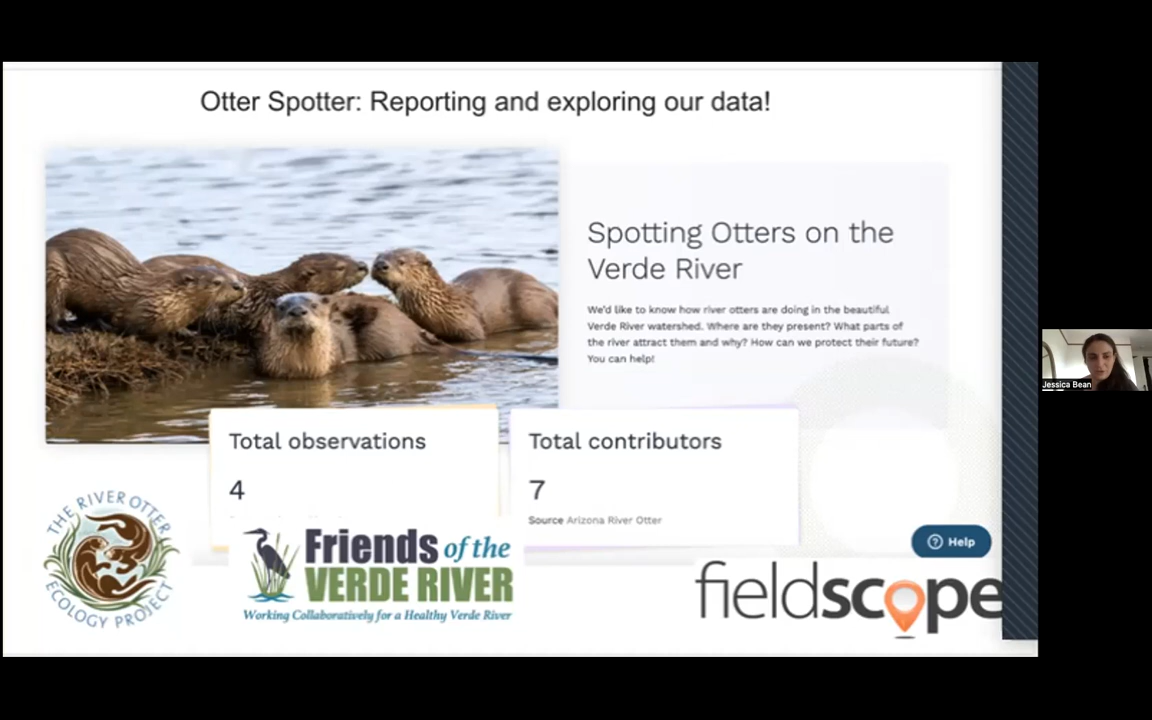 Otter Spotter: Reporting and exploring our data!
Spotting Otters on the
Verde River
We'd like to know how river otters are doing in the beautiful
Verde River watershed. Where are they present? What parts of
the river attract them and why? How can we protect their future?
You can help!
Total observations
4
Total contributors
7
Source Arizona River Otter
THE RIVER OTTER
ECOLOGY PROJECT
Friends of the
VERDE RIVER
Working Collaboratively for a Healthy Verde River
Help
fieldscope
Jessica Bean